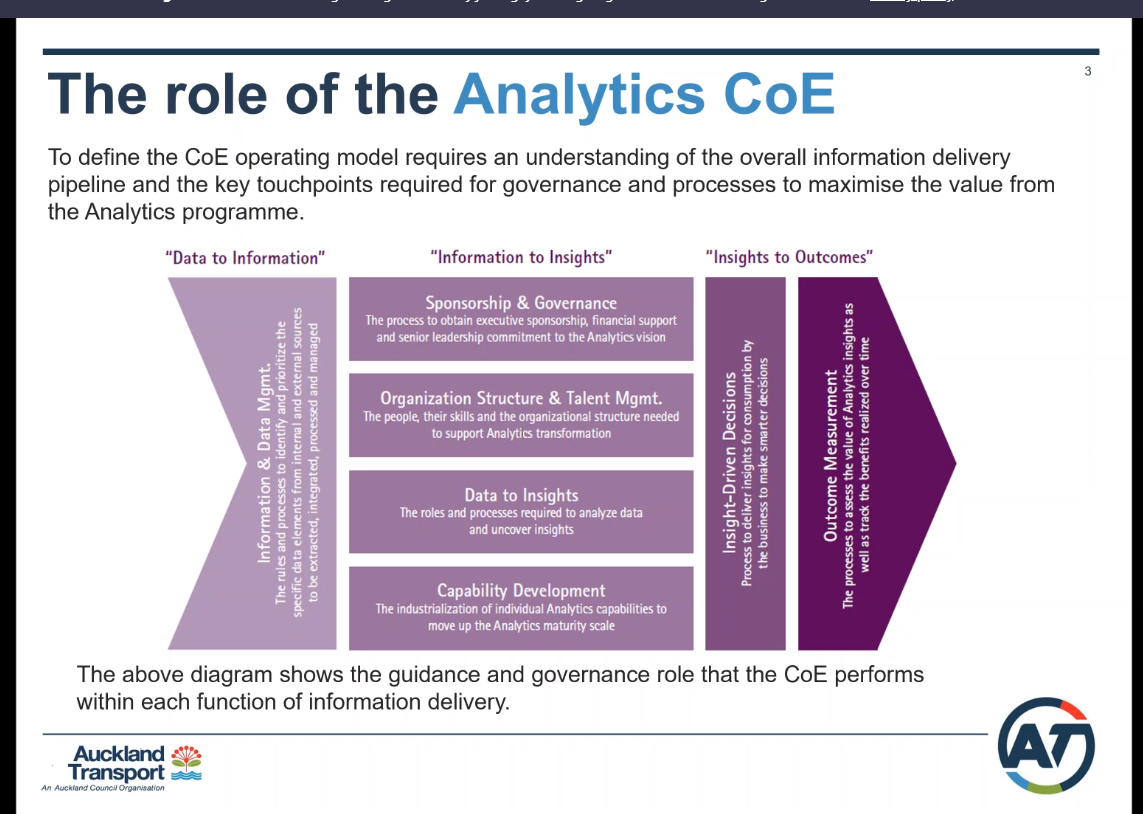 3
The role of the Analytics CoE
To define the CoE operating model requires an understanding of the overall information delivery
pipeline and the key touchpoints required for governance and processes to maximise the value from
the Analytics programme.
“Data to Information”
“Information to Insights”
“Insights to Outcomes”
Information & Data Mgmt.
The rules and processes to identify and prioritize the
specific data elements from internal and external sources
to be extracted, integrated, processed and managed
Sponsorship & Governance
The process to obtain executive sponsorship, financial support
and senior leadership commitment to the Analytics vision
Organization Structure & Talent Mgmt.
The people, their skills and the organizational structure needed
to support Analytics transformation
Data to Insights
The roles and processes required to analyze data
and uncover insights
Capability Development
The industrialization of individual Analytics capabilities to
move up the Analytics maturity scale
Insight-Driven Decisions
Process to deliver insights for consumption by
the business to make smarter decisions
Outcome Measurement
The processes to assess the value of Analytics insights as
well as track the benefits realized over time
The above diagram shows the guidance and governance role that the CoE performs
within each function of information delivery.
Auckland
Transport
An Auckland Council Organisation
AT